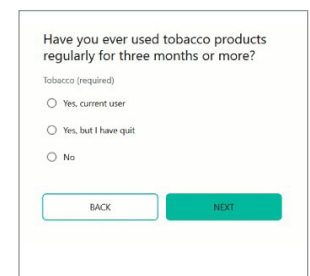 Have you ever used tobacco products
regularly for three months or more?
Tobacco (required)
Yes, current user
Yes, but I have quit
No
BACK
NEXT